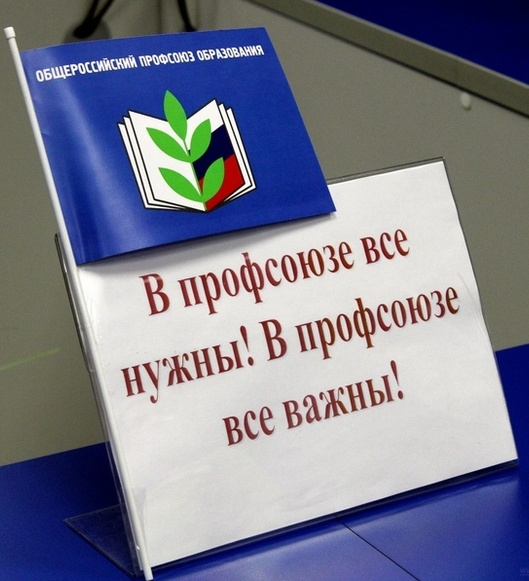 ОБЩЕРОССИЙСКИЙ ПРОФСОЮЗ ОБРАЗОВАНИЯ
В профсоюзе все
нужны! В профсоюзе
все важны!